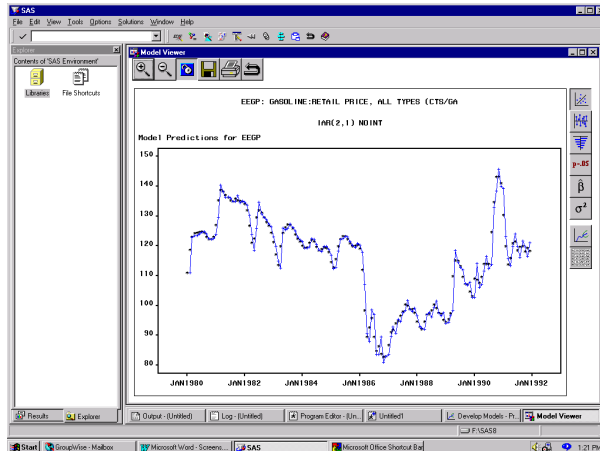 SAS
File Edit View Tools Options Solutions Window Help
Explorer
Contents of 'SAS Environment'
Libraries File Shortcuts
Model Viewer
EEGP: GASOLINE:RETAIL PRICE, ALL TYPES (CTS/GA
IAR(2,1) NOINT
Model Predictions for EEGP
150
140
130
120
110
100
90
80
JAN1980 JAN1982 JAN1984 JAN1986 JAN1988 JAN1990 JAN1992
p=.05
β̂
σ²
Results Explorer
Output - (Untitled) Log - (Untitled) Program Editor - (Un... Untitled1 Develop Models - Pr... Model Viewer
F:\SAS8
Start GroupWise - Mailbox Microsoft Word - Screens... SAS Microsoft Office Shortcut Bar 1:21 PM